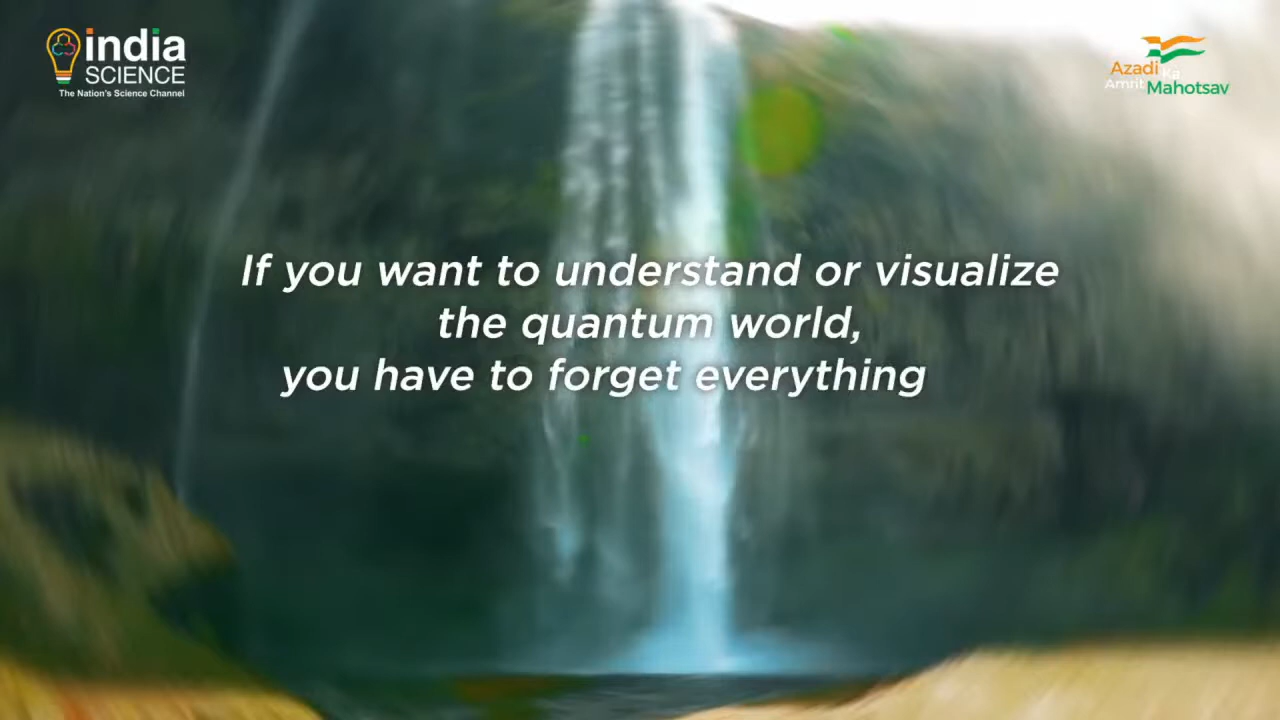 india
SCIENCE
The Nation's Science Channel
Azadi
Ka
Amrit Mahotsav
If you want to understand or visualize
the quantum world,
you have to forget everything